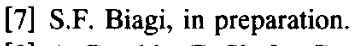 [7] S.F. Biagi, in preparation.